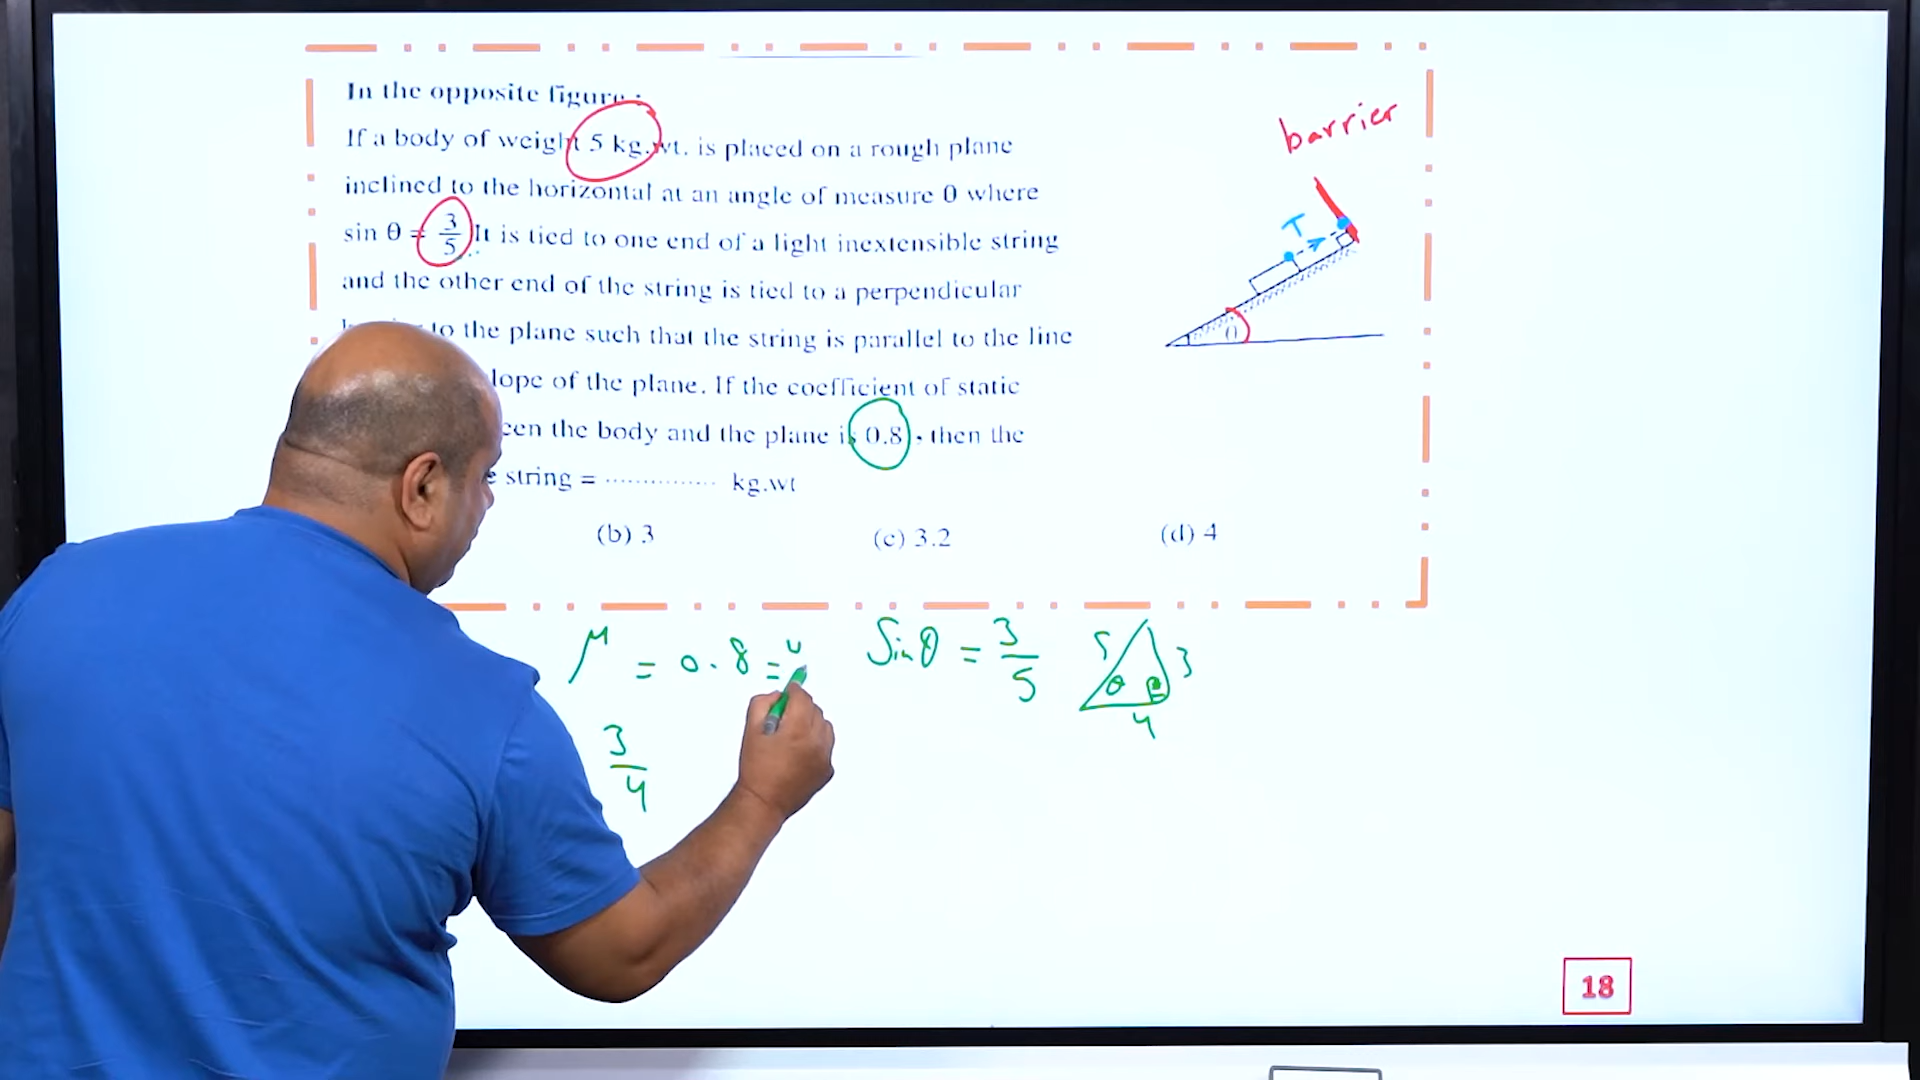 In the opposite figure :
If a body of weight 5 kg.wt. is placed on a rough plane
inclined to the horizontal at an angle of measure θ where
sin θ = 3/5 It is tied to one end of a light inextensible string
and the other end of the string is tied to a perpendicular
to the plane such that the string is parallel to the line
slope of the plane. If the coefficient of static
the body and the plane is 0.8 , then the
string = .............. kg.wt
(b) 3 (c) 3.2 (d) 4
barrier
T
θ
μ = 0.8 = Sinθ = 3/5
5 3 θ 4
3/4
18